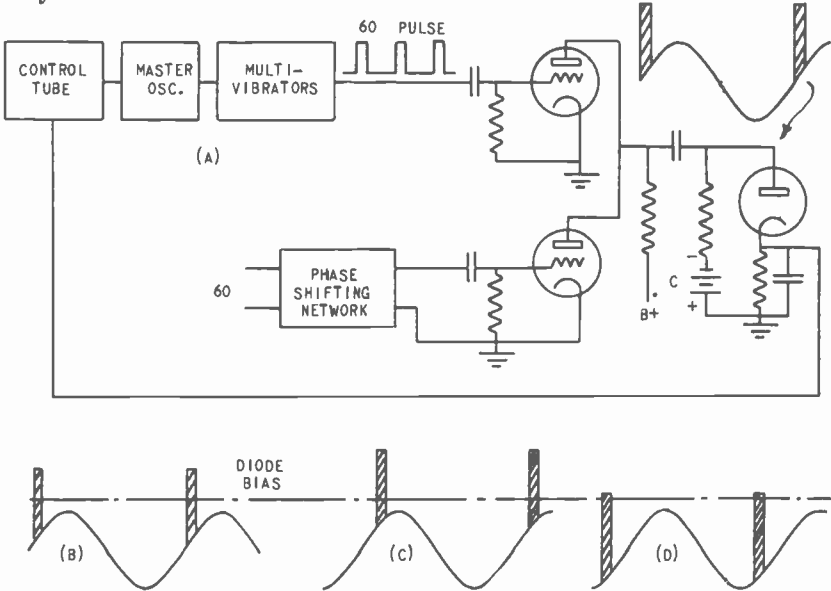 60 PULSE
CONTROL
TUBE
MASTER
OSC.
MULTI-
VIBRATORS
(A)
60
PHASE
SHIFTING
NETWORK
B+
C
-
+
DIODE
BIAS
(B)
(C)
(D)